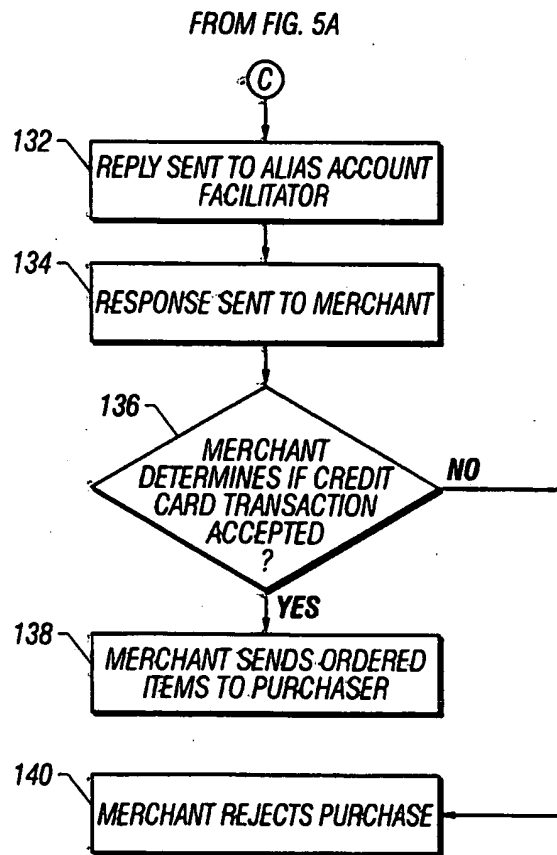 FROM FIG. 5A
C
132
REPLY SENT TO ALIAS ACCOUNT
FACILITATOR
134
RESPONSE SENT TO MERCHANT
136
MERCHANT
DETERMINES IF CREDIT
CARD TRANSACTION
ACCEPTED
?
NO
YES
138
MERCHANT SENDS ORDERED
ITEMS TO PURCHASER
140
MERCHANT REJECTS PURCHASE